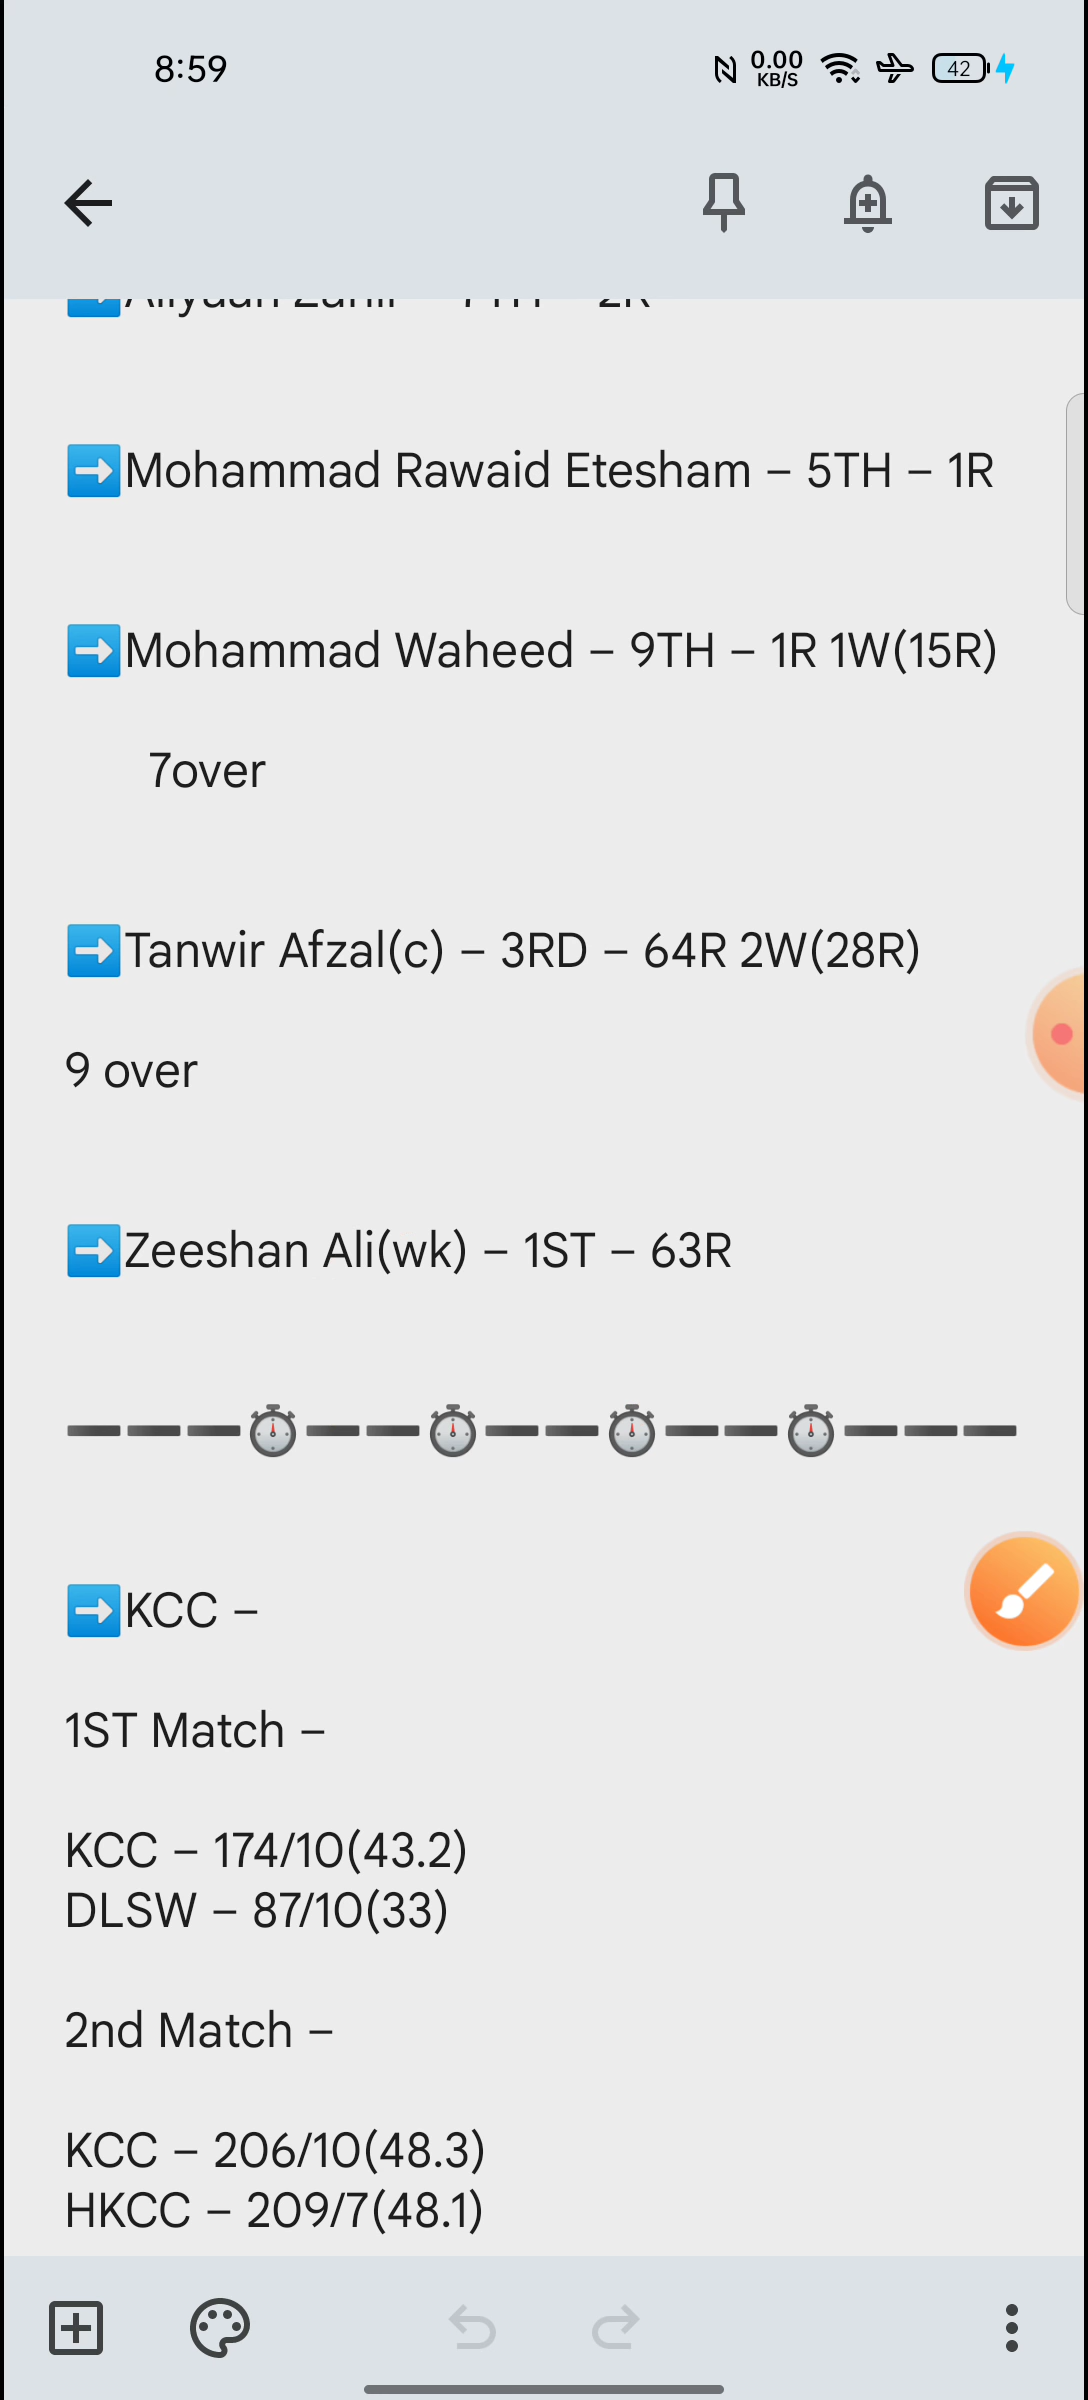 8:59
0.00
KB/S
42
➡️Mohammad Rawaid Etesham – 5TH – 1R
➡️Mohammad Waheed – 9TH – 1R 1W(15R)
7over
➡️Tanwir Afzal(c) – 3RD – 64R 2W(28R)
9 over
➡️Zeeshan Ali(wk) – 1ST – 63R
➡️KCC –
1ST Match –
KCC – 174/10(43.2)
DLSW – 87/10(33)
2nd Match –
KCC – 206/10(48.3)
HKCC – 209/7(48.1)